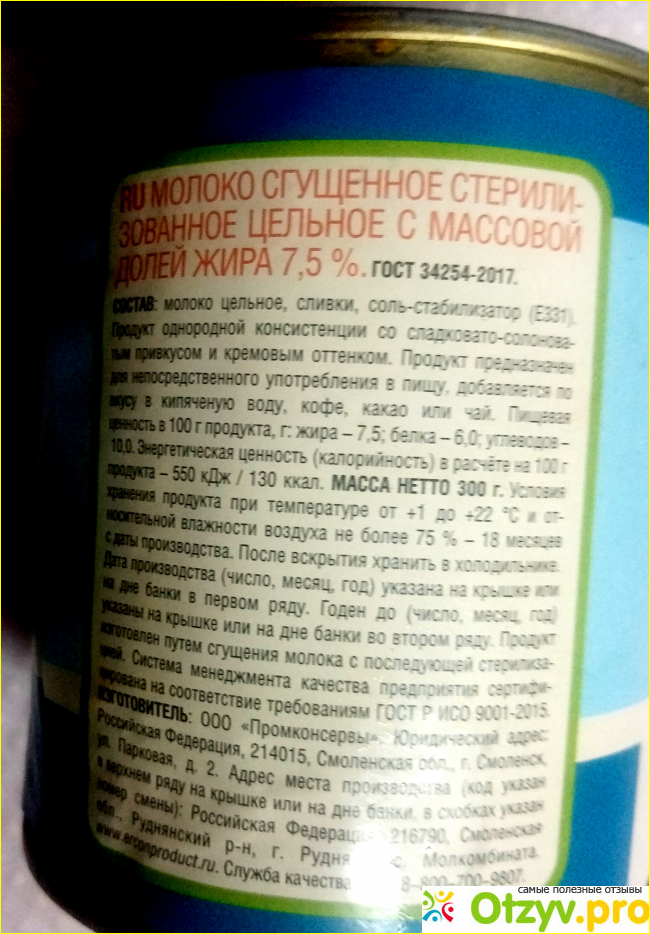 RU МОЛОКО СГУЩЕННОЕ СТЕРИЛИ-
ЗОВАННОЕ ЦЕЛЬНОЕ С МАССОВОЙ
ДОЛЕЙ ЖИРА 7,5 %. ГОСТ 34254-2017.
СОСТАВ: молоко цельное, сливки, соль-стабилизатор (Е331).
Продукт однородной консистенции со сладковато-солонова-
тым привкусом и кремовым оттенком. Продукт предназначен
для непосредственного употребления в пищу, добавляется по
вкусу в кипяченую воду, кофе, какао или чай. Пищевая
ценность в 100 г продукта, г: жира – 7,5; белка – 6,0; углеводов –
10,0. Энергетическая ценность (калорийность) в расчёте на 100 г
продукта – 550 кДж / 130 ккал. МАССА НЕТТО 300 г. Условия
хранения продукта при температуре от +1 до +22 °С и от-
носительной влажности воздуха не более 75 % – 18 месяцев
с даты производства. После вскрытия хранить в холодильнике.
Дата производства (число, месяц, год) указана на крышке или
на дне банки в первом ряду. Годен до (число, месяц, год)
указаны на крышке или на дне банки во втором ряду. Продукт
изготовлен путем сгущения молока с последующей стерилиза-
цией. Система менеджмента качества предприятия сертифи-
цирована на соответствие требованиям ГОСТ Р ИСО 9001-2015.
ИЗГОТОВИТЕЛЬ: ООО «Промконсервы». Юридический адрес:
Российская Федерация, 214015, Смоленская обл., г. Смоленск,
ул. Парковая, д. 2. Адрес места производства (код указан
в верхнем ряду на крышке или на дне банки, в скобках указан
номер смены): Российская Федерация, 216790, Смоленская
обл., Руднянский р-н, г. Рудня, Молкомбината.
www.erconproduct.ru. Служба качества 8-800-700-9807.
самые полезные отзывы
Otzyv.pro